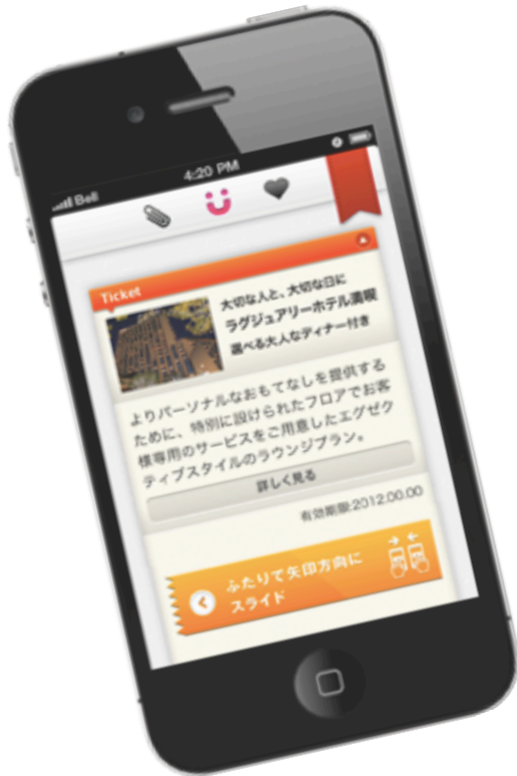 Bell
4:20 PM
Ticket
大切な人と、大切な日に
ラグジュアリーホテル満喫
選べる大人なディナー付き
よりパーソナルなおもてなしを提供する
ために、特別に設けられたフロアでお客
様専用のサービスをご用意したエグゼク
ティブスタイルのラウンジプラン。
詳しく見る
有効期限:2012.00.00
ふたりで矢印方向に
スライド